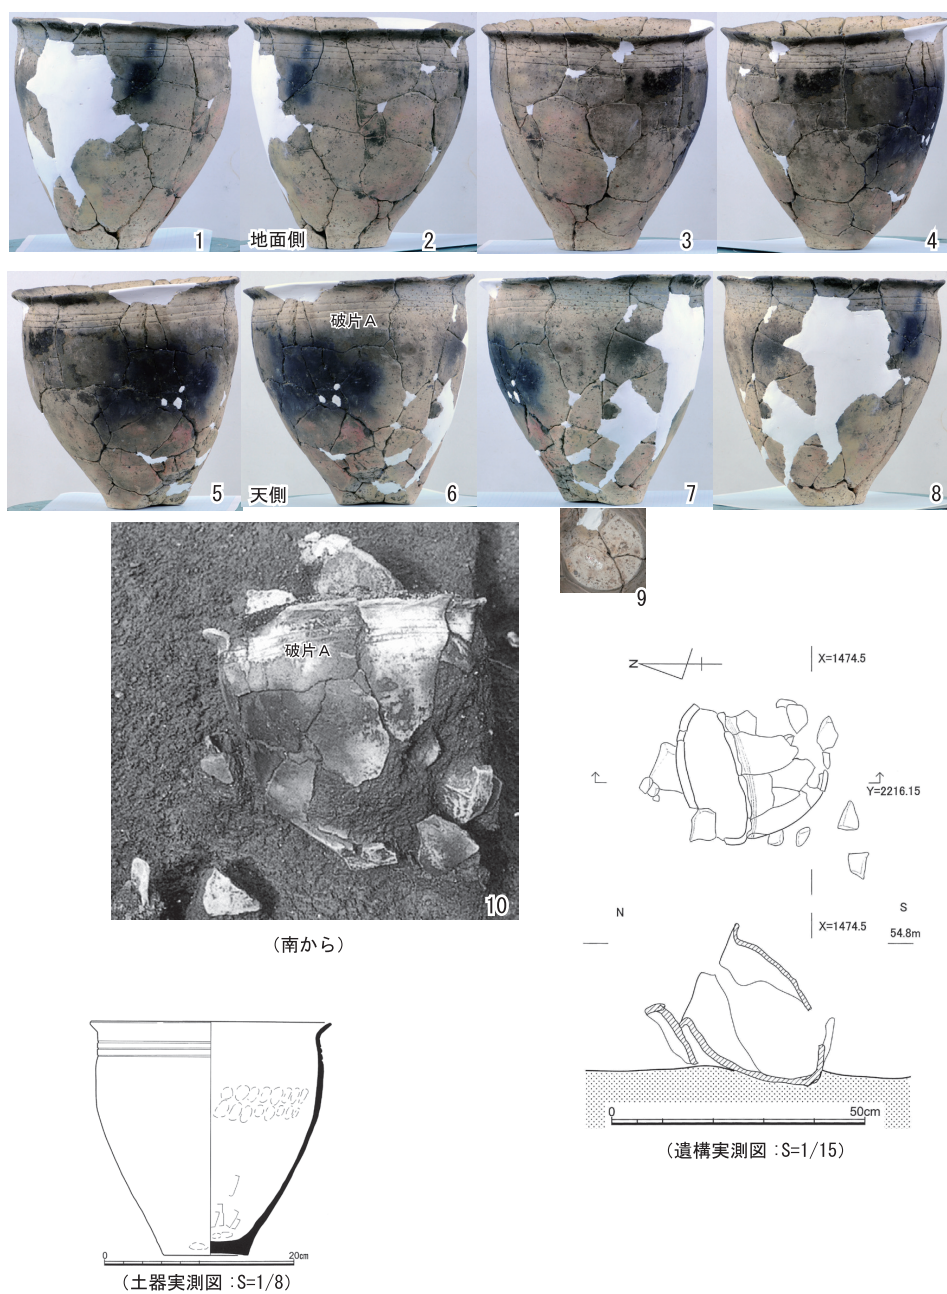 1
地面側
2
3
4
破片A
5
天側
6
7
8
9
破片A
10
(南から)
N
X=1474.5
Y=2216.15
N
S
X=1474.5
54.8m
0
50cm
(遺構実測図:S=1/15)
0
20cm
(土器実測図:S=1/8)